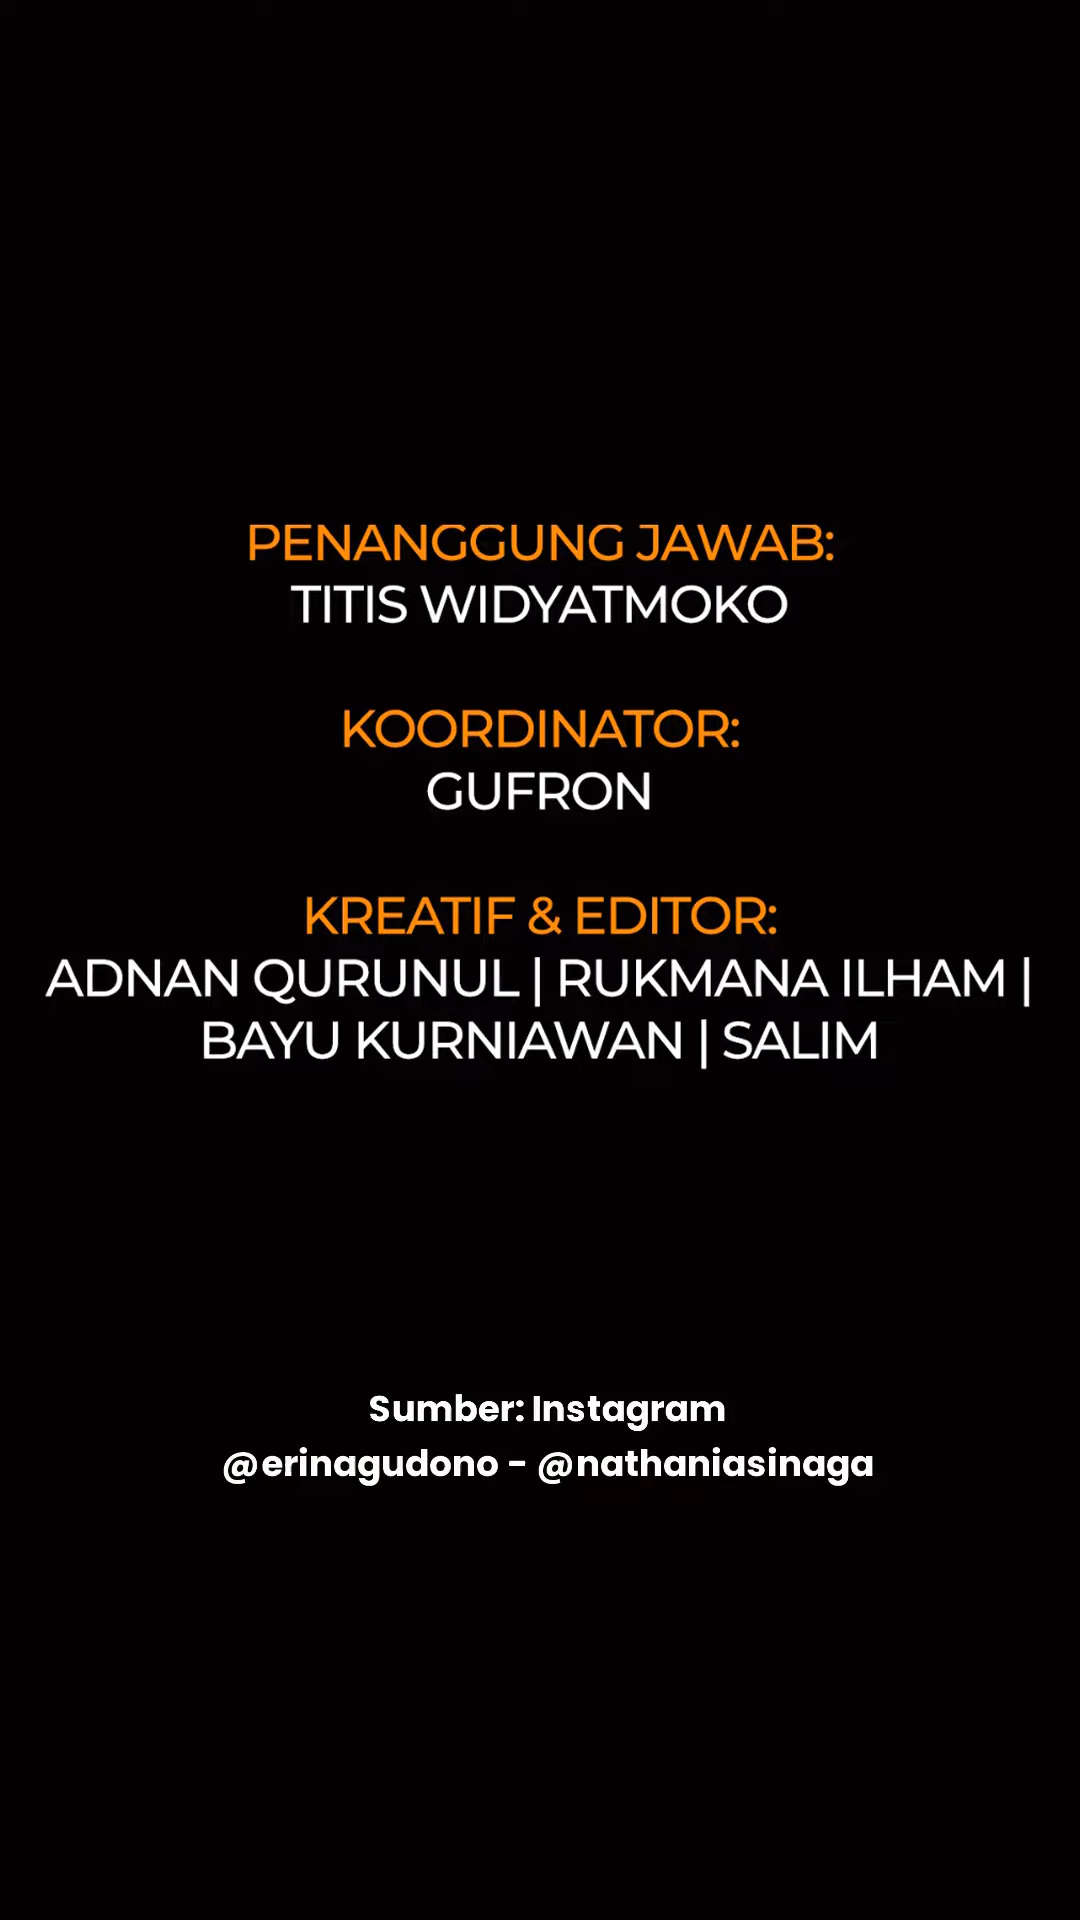 PENANGGUNG JAWAB:
TITIS WIDYATMOKO
KOORDINATOR:
GUFRON
KREATIF & EDITOR:
ADNAN QURUNUL | RUKMANA ILHAM |
BAYU KURNIAWAN | SALIM
Sumber: Instagram
@erinagudono - @nathaniasinaga